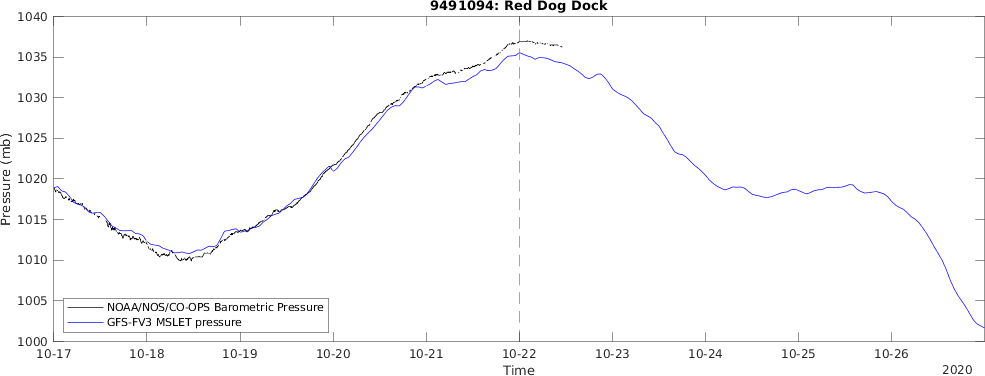 9491094: Red Dog Dock
1040
1035
1030
1025
1020
1015
1010
1005
1000
Pressure (mb)
NOAA/NOS/CO-OPS Barometric Pressure
GFS-FV3 MSLET pressure
10-17 10-18 10-19 10-20 10-21 10-22 10-23 10-24 10-25 10-26
Time
2020